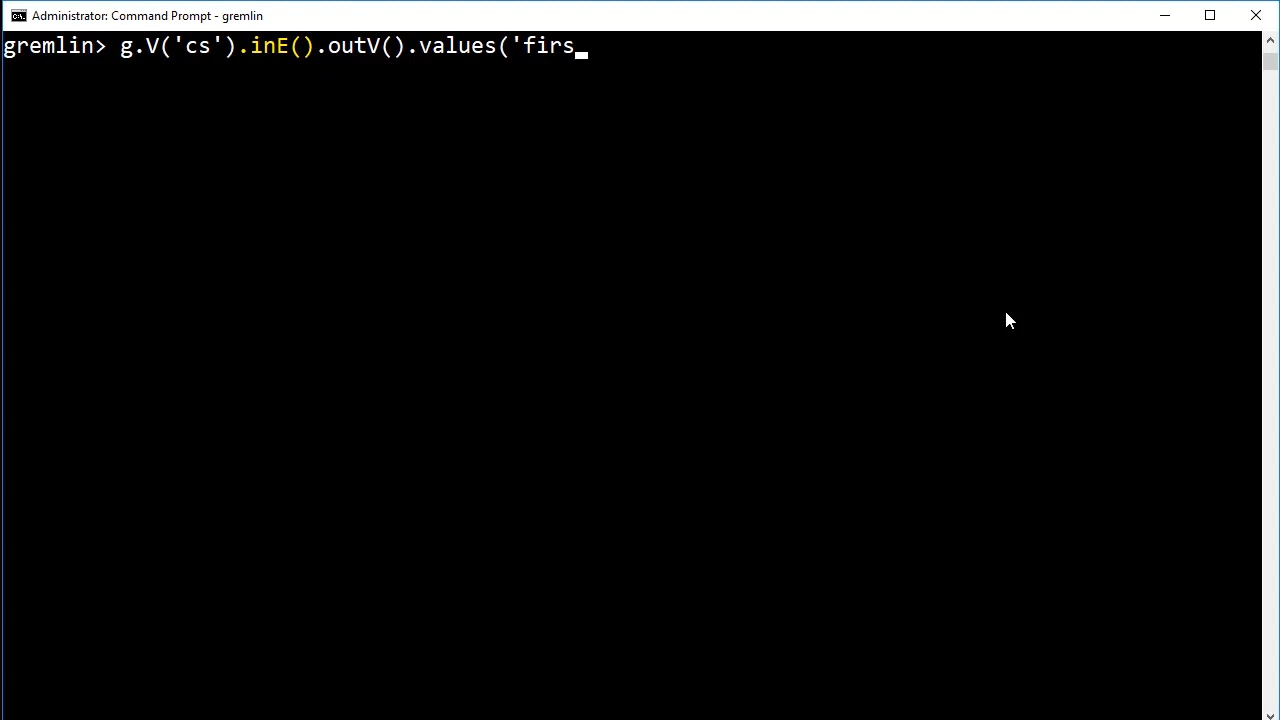 Administrator: Command Prompt - gremlin
gremlin> g.V('cs').inE().outV().values('firs